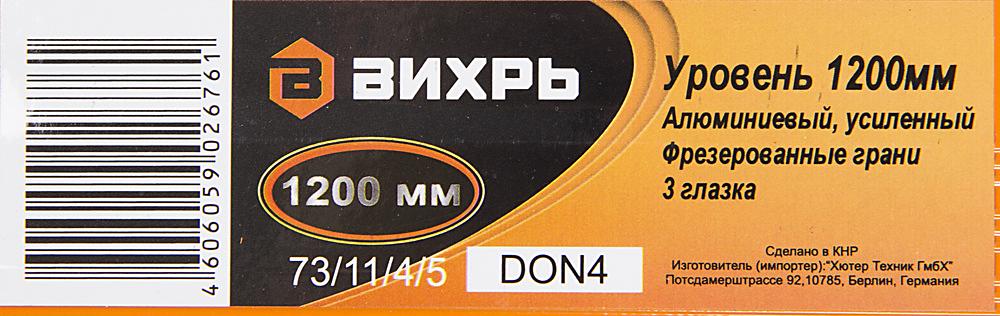 4 606059 026761
ВИХРЬ
1200 мм
73/11/4/5
DON4
Уровень 1200мм
Алюминиевый, усиленный
Фрезерованные грани
3 глазка
Сделано в КНР
Изготовитель (импортер):"Хютер Техник ГмбХ"
Потсдамерштрассе 92,10785, Берлин, Германия